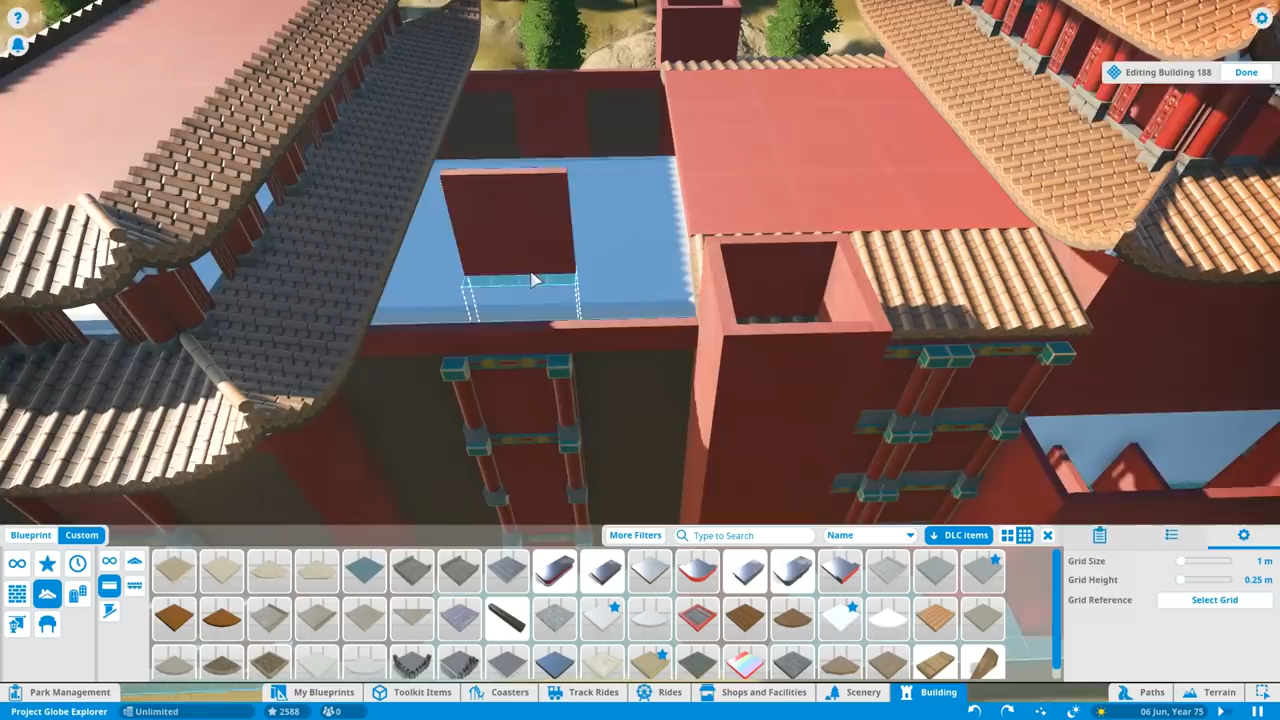 ?
Editing Building 188
Done
Blueprint
Custom
More Filters
Type to Search
Name
DLC items
Grid Size
1 m
Grid Height
0.25 m
Grid Reference
Select Grid
Park Management
My Blueprints
Toolkit Items
Coasters
Track Rides
Rides
Shops and Facilities
Scenery
Building
Paths
Terrain
Project Globe Explorer
Unlimited
2588
0
06 Jun, Year 75